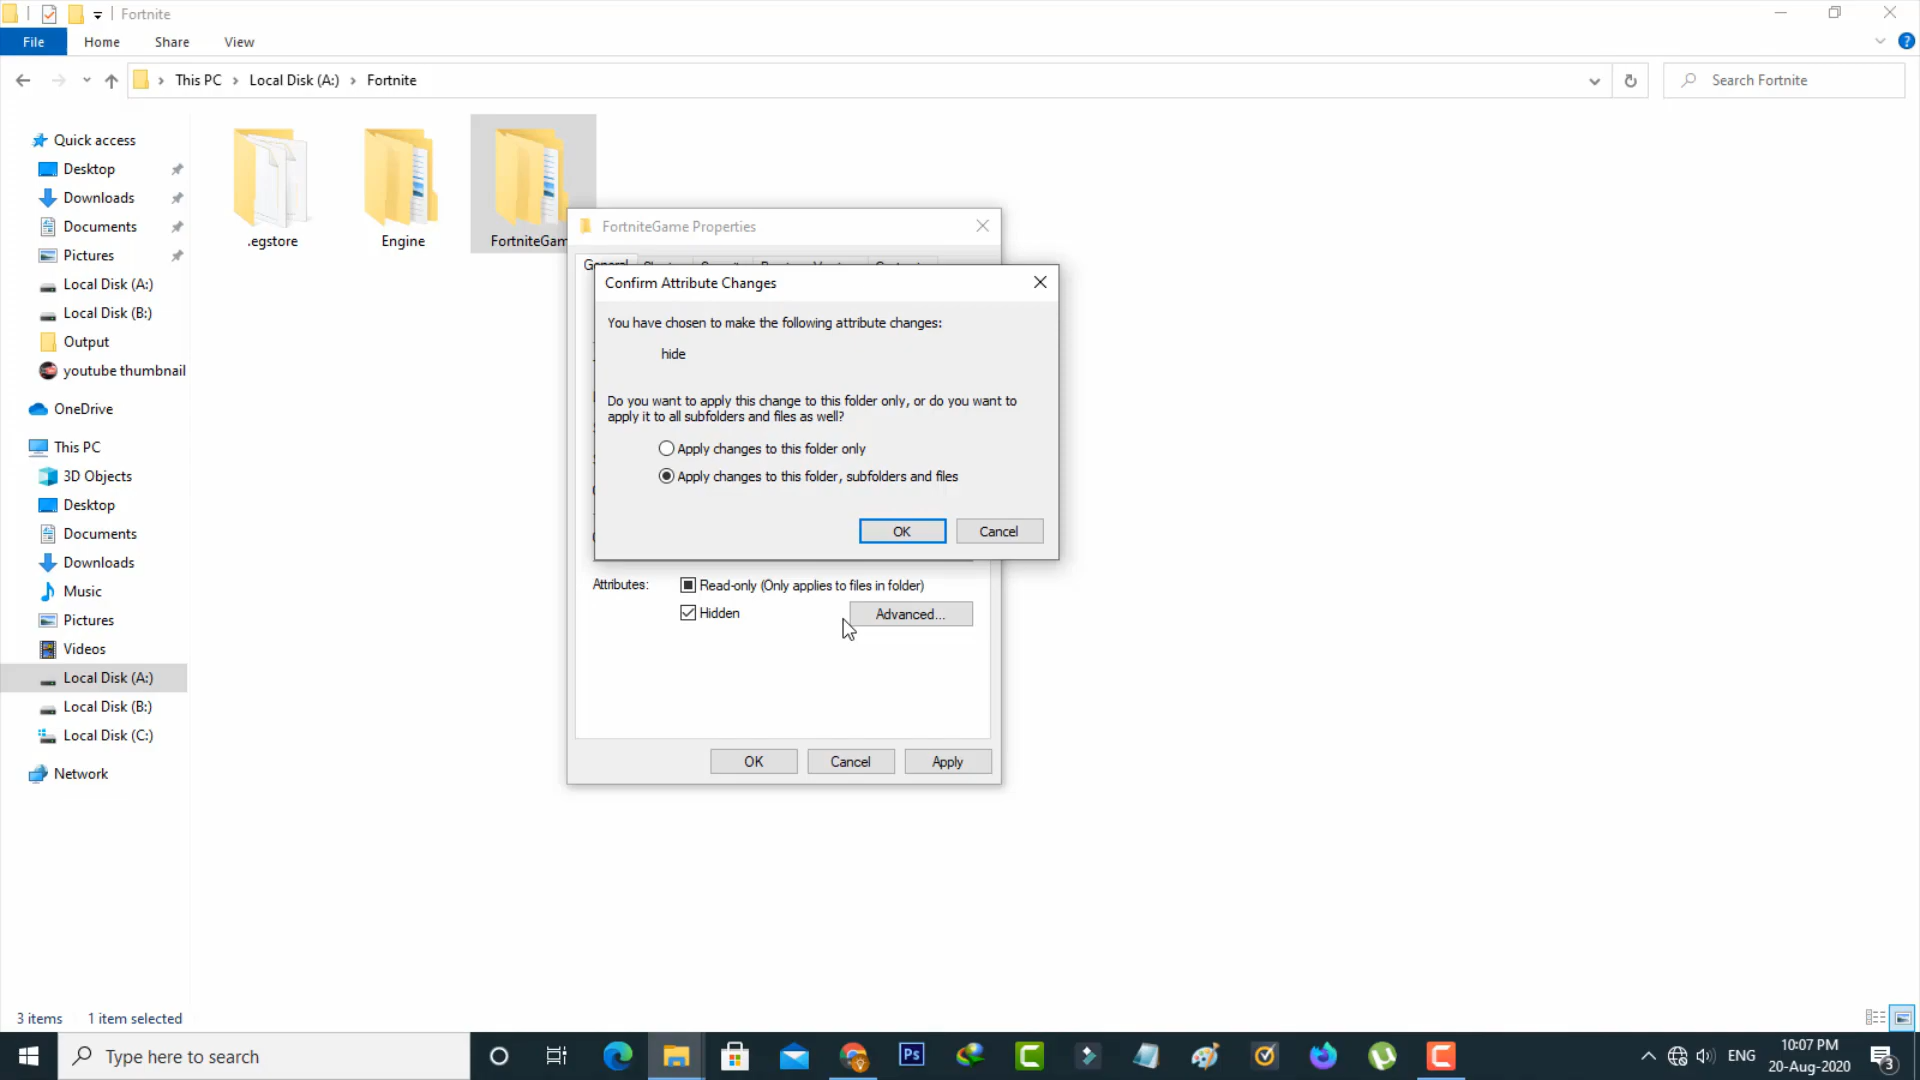 Fortnite
File
Home
Share
View
This PC
Local Disk (A:)
Fortnite
Search Fortnite
Quick access
Desktop
Downloads
Documents
Pictures
Local Disk (A:)
Local Disk (B:)
Output
youtube thumbnail
OneDrive
This PC
3D Objects
Desktop
Documents
Downloads
Music
Pictures
Videos
Local Disk (A:)
Local Disk (B:)
Local Disk (C:)
Network
.egstore
Engine
FortniteGam
FortniteGame Properties
General
Confirm Attribute Changes
You have chosen to make the following attribute changes:
hide
Do you want to apply this change to this folder only, or do you want to
apply it to all subfolders and files as well?
Apply changes to this folder only
Apply changes to this folder, subfolders and files
OK
Cancel
Attributes:
Read-only (Only applies to files in folder)
Hidden
Advanced...
OK
Cancel
Apply
3 items
1 item selected
Type here to search
Ps
ENG
10:07 PM
20-Aug-2020
3